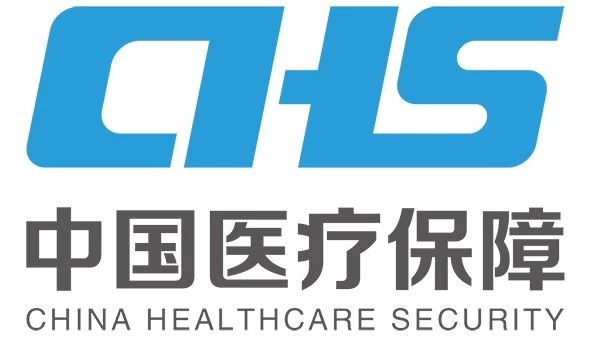 CHS
中国医疗保障
CHINA HEALTHCARE SECURITY